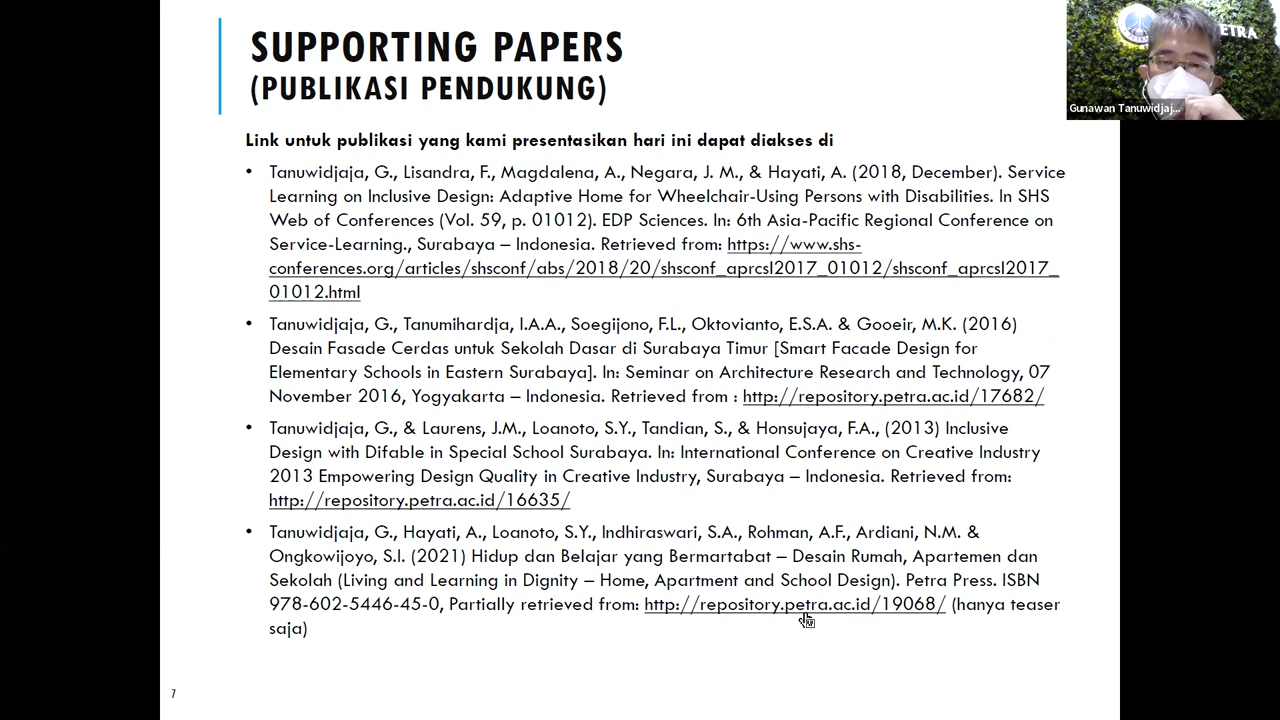 SUPPORTING PAPERS
(PUBLIKASI PENDUKUNG)
Link untuk publikasi yang kami presentasikan hari ini dapat diakses di
• Tanuwidjaja, G., Lisandra, F., Magdalena, A., Negara, J. M., & Hayati, A. (2018, December). Service
Learning on Inclusive Design: Adaptive Home for Wheelchair-Using Persons with Disabilities. In SHS
Web of Conferences (Vol. 59, p. 01012). EDP Sciences. In: 6th Asia-Pacific Regional Conference on
Service-Learning., Surabaya – Indonesia. Retrieved from: https://www.shs-
conferences.org/articles/shsconf/abs/2018/20/shsconf_aprcsl2017_01012/shsconf_aprcsl2017_
01012.html
• Tanuwidjaja, G., Tanumihardja, I.A.A., Soegijono, F.L., Oktovianto, E.S.A. & Gooeir, M.K. (2016)
Desain Fasade Cerdas untuk Sekolah Dasar di Surabaya Timur [Smart Facade Design for
Elementary Schools in Eastern Surabaya]. In: Seminar on Architecture Research and Technology, 07
November 2016, Yogyakarta – Indonesia. Retrieved from : http://repository.petra.ac.id/17682/
• Tanuwidjaja, G., & Laurens, J.M., Loanoto, S.Y., Tandian, S., & Honsujaya, F.A., (2013) Inclusive
Design with Difable in Special School Surabaya. In: International Conference on Creative Industry
2013 Empowering Design Quality in Creative Industry, Surabaya – Indonesia. Retrieved from:
http://repository.petra.ac.id/16635/
• Tanuwidjaja, G., Hayati, A., Loanoto, S.Y., Indhiraswari, S.A., Rohman, A.F., Ardiani, N.M. &
Ongkowijoyo, S.I. (2021) Hidup dan Belajar yang Bermartabat – Desain Rumah, Apartemen dan
Sekolah (Living and Learning in Dignity – Home, Apartment and School Design). Petra Press. ISBN
978-602-5446-45-0, Partially retrieved from: http://repository.petra.ac.id/19068/ (hanya teaser
saja)
7
ETRA
Gunawan Tanuwidjaj...